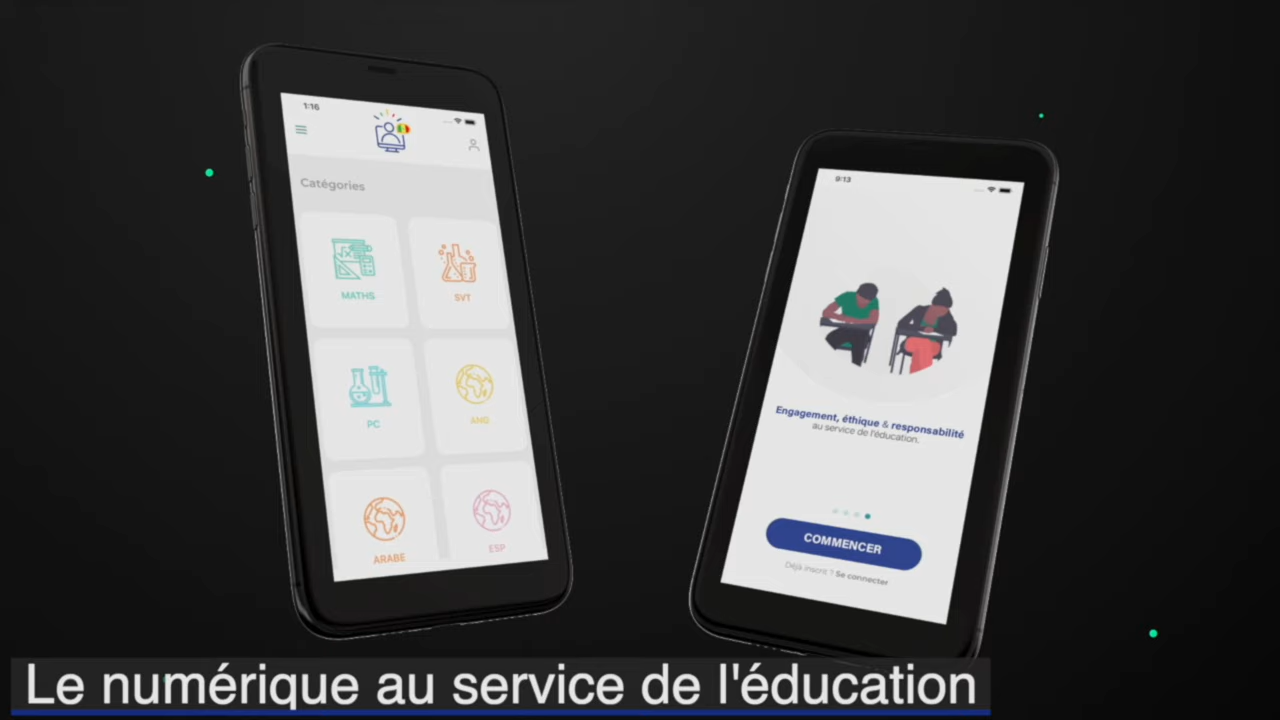 1:16
Catégories
MATHS
SVT
PC
ANG
ARABE
ESP
9:13
Engagement, éthique & responsabilité
au service de l'éducation.
COMMENCER
Déjà inscrit ? Se connecter
Le numérique au service de l'éducation